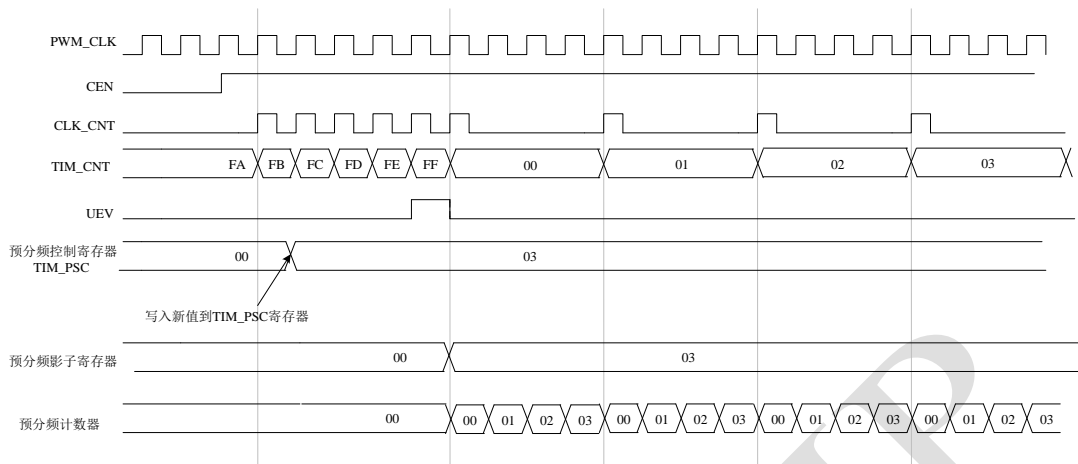 PWM_CLK
CEN
CLK_CNT
TIM_CNT FA FB FC FD FE FF 00 01 02 03
UEV
预分频控制寄存器
TIM_PSC 00 03
写入新值到TIM_PSC寄存器
预分频影子寄存器 00 03
预分频计数器 00 00 01 02 03 00 01 02 03 00 01 02 03 00 01 02 03